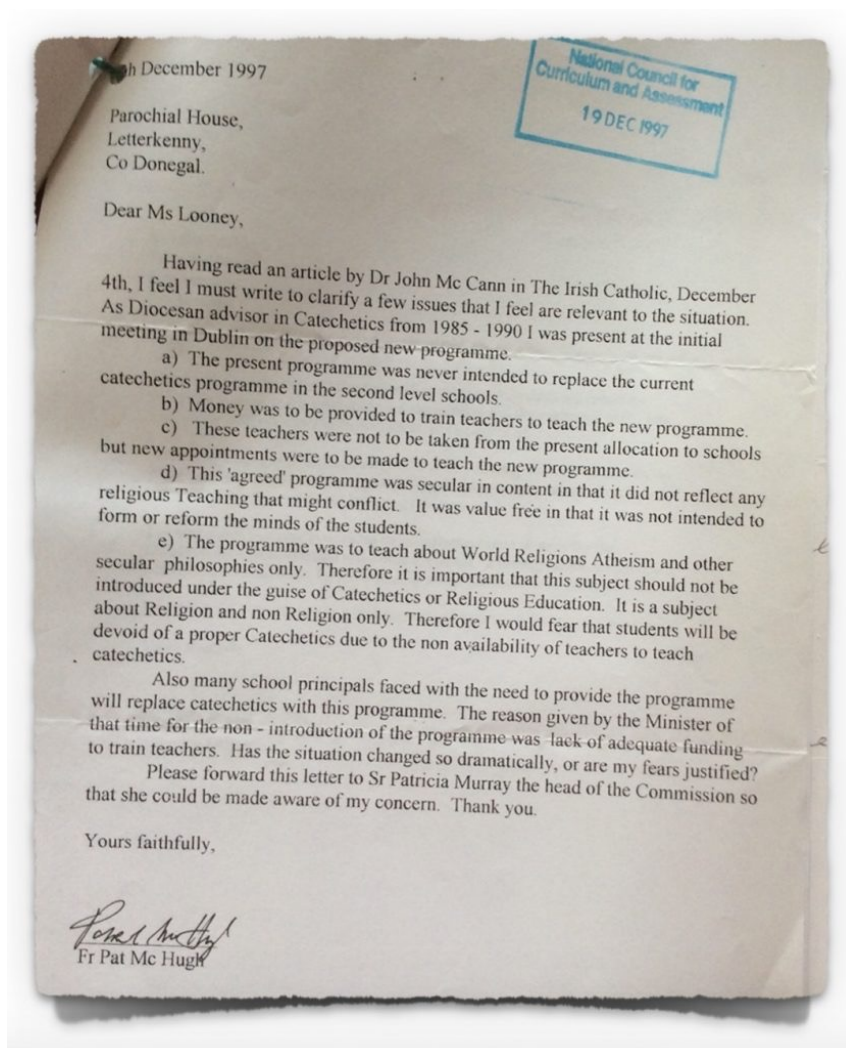 h December 1997
National Council for
Curriculum and Assessment
19 DEC 1997
Parochial House,
Letterkenny,
Co Donegal.
Dear Ms Looney,
Having read an article by Dr John Mc Cann in The Irish Catholic, December
4th, I feel I must write to clarify a few issues that I feel are relevant to the situation.
As Diocesan advisor in Catechetics from 1985 - 1990 I was present at the initial
meeting in Dublin on the proposed new programme.
a) The present programme was never intended to replace the current
catechetics programme in the second level schools.
b) Money was to be provided to train teachers to teach the new programme.
c) These teachers were not to be taken from the present allocation to schools
but new appointments were to be made to teach the new programme.
d) This 'agreed' programme was secular in content in that it did not reflect any
religious Teaching that might conflict. It was value free in that it was not intended to
form or reform the minds of the students.
e) The programme was to teach about World Religions Atheism and other
secular philosophies only. Therefore it is important that this subject should not be
introduced under the guise of Catechetics or Religious Education. It is a subject
about Religion and non Religion only. Therefore I would fear that students will be
devoid of a proper Catechetics due to the non availability of teachers to teach
catechetics.
Also many school principals faced with the need to provide the programme
will replace catechetics with this programme. The reason given by the Minister of
that time for the non - introduction of the programme was lack of adequate funding
to train teachers. Has the situation changed so dramatically, or are my fears justified?
Please forward this letter to Sr Patricia Murray the head of the Commission so
that she could be made aware of my concern. Thank you.
Yours faithfully,
Fr Pat Mc Hugh